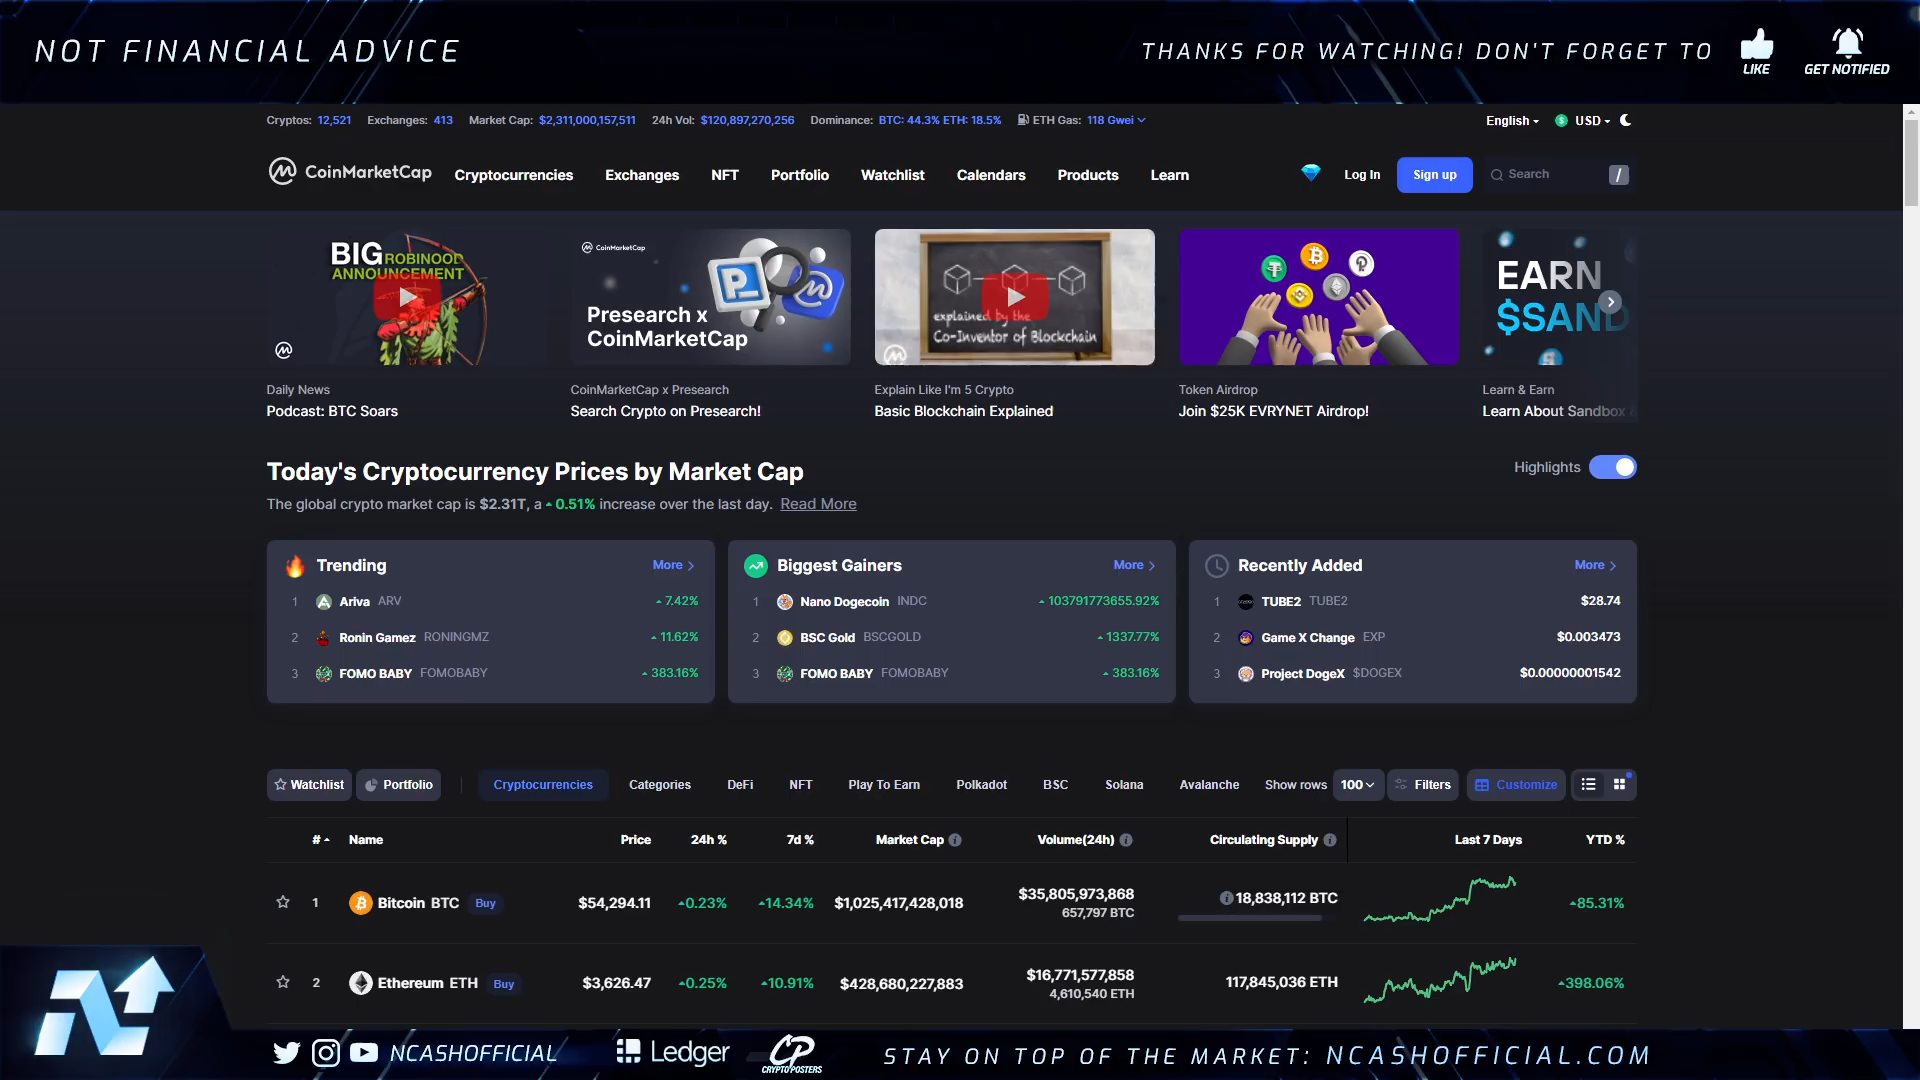 NOT FINANCIAL ADVICE
THANKS FOR WATCHING! DON'T FORGET TO
LIKE
GET NOTIFIED
Cryptos: 12,521 Exchanges: 413 Market Cap: $2,311,000,157,511 24h Vol: $120,897,270,256 Dominance: BTC: 44.3% ETH: 18.5% ETH Gas: 118 Gwei
English USD
CoinMarketCap Cryptocurrencies Exchanges NFT Portfolio Watchlist Calendars Products Learn Log In Sign up Search /
BIG ROBINOOD
ANNOUNCEMENT
CoinMarketCap
Presearch x
CoinMarketCap
explained by the
Co-Inventor of Blockchain
EARN
$SAND
Daily News
Podcast: BTC Soars
CoinMarketCap x Presearch
Search Crypto on Presearch!
Explain Like I'm 5 Crypto
Basic Blockchain Explained
Token Airdrop
Join $25K EVRYNET Airdrop!
Learn & Earn
Learn About Sandbox &
Today's Cryptocurrency Prices by Market Cap
Highlights
The global crypto market cap is $2.31T, a 0.51% increase over the last day. Read More
Trending More
1 Ariva ARV 7.42%
2 Ronin Gamez RONINGMZ 11.62%
3 FOMO BABY FOMOBABY 383.16%
Biggest Gainers More
1 Nano Dogecoin INDC 103791773655.92%
2 BSC Gold BSCGOLD 1337.77%
3 FOMO BABY FOMOBABY 383.16%
Recently Added More
1 TUBE2 TUBE2 $28.74
2 Game X Change EXP $0.003473
3 Project DogeX $DOGEX $0.00000001542
Watchlist Portfolio Cryptocurrencies Categories DeFi NFT Play To Earn Polkadot BSC Solana Avalanche Show rows 100 Filters Customize
# Name Price 24h % 7d % Market Cap Volume(24h) Circulating Supply Last 7 Days YTD %
1 Bitcoin BTC Buy $54,294.11 0.23% 14.34% $1,025,417,428,018 $35,805,973,868 18,838,112 BTC 85.31%
657,797 BTC
2 Ethereum ETH Buy $3,626.47 0.25% 10.91% $428,680,227,883 $16,771,577,858 117,845,036 ETH 398.06%
4,610,540 ETH
NCASHOFFICIAL
Ledger
CP
CRYPTOPOSTERS
STAY ON TOP OF THE MARKET: NCASHOFFICIAL.COM